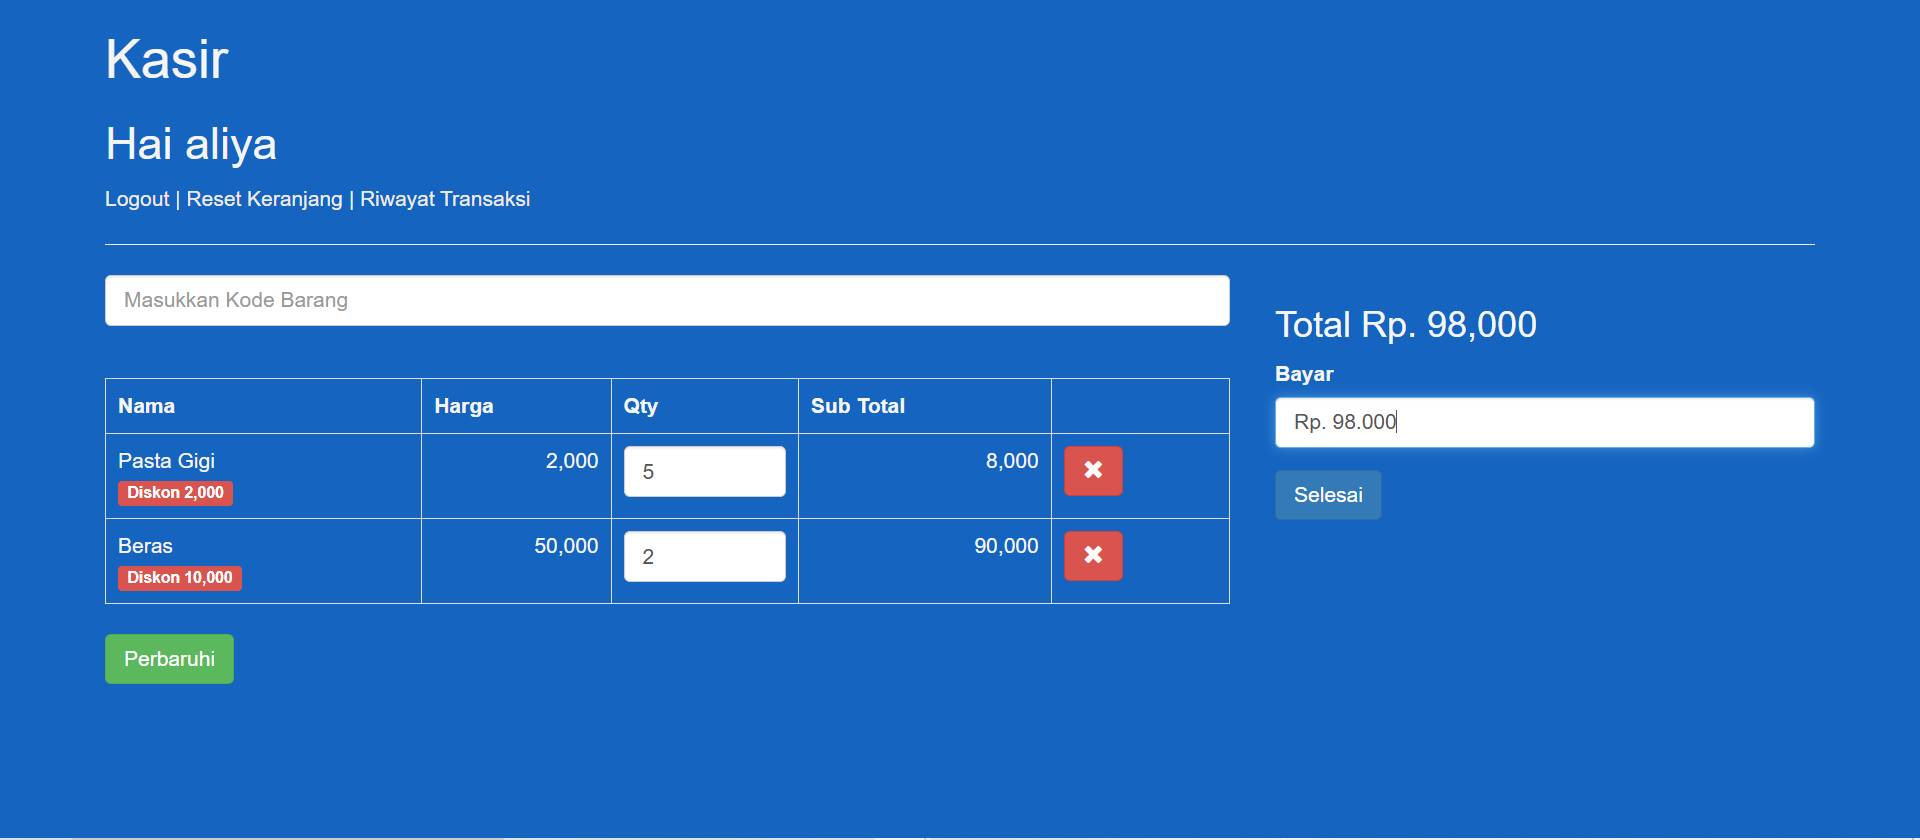 Kasir
Hai aliya
Logout | Reset Keranjang | Riwayat Transaksi
Masukkan Kode Barang
Nama Harga Qty Sub Total
Pasta Gigi 2,000 5 8,000
Diskon 2,000
Beras 50,000 2 90,000
Diskon 10,000
Perbaruhi
Total Rp. 98,000
Bayar
Rp. 98.000
Selesai